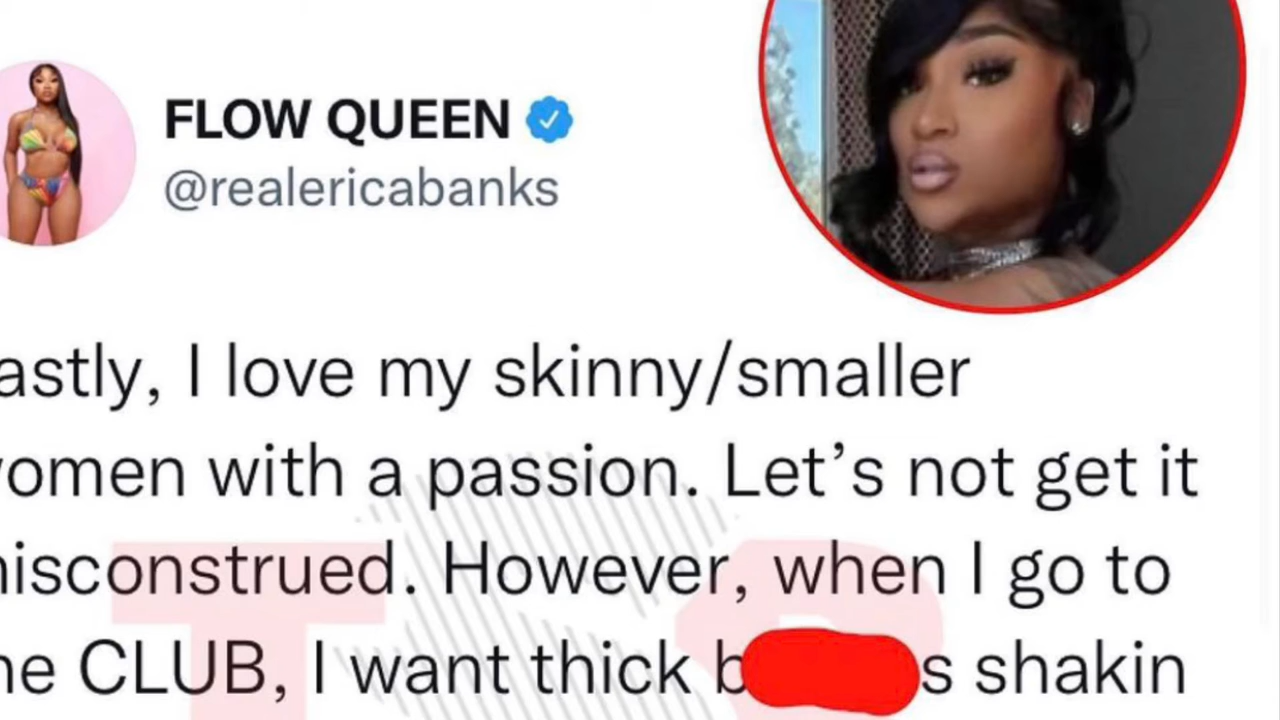 FLOW QUEEN
@realericabanks
astly, I love my skinny/smaller
omen with a passion. Let’s not get it
isconstrued. However, when I go to
he CLUB, I want thick b s shakin